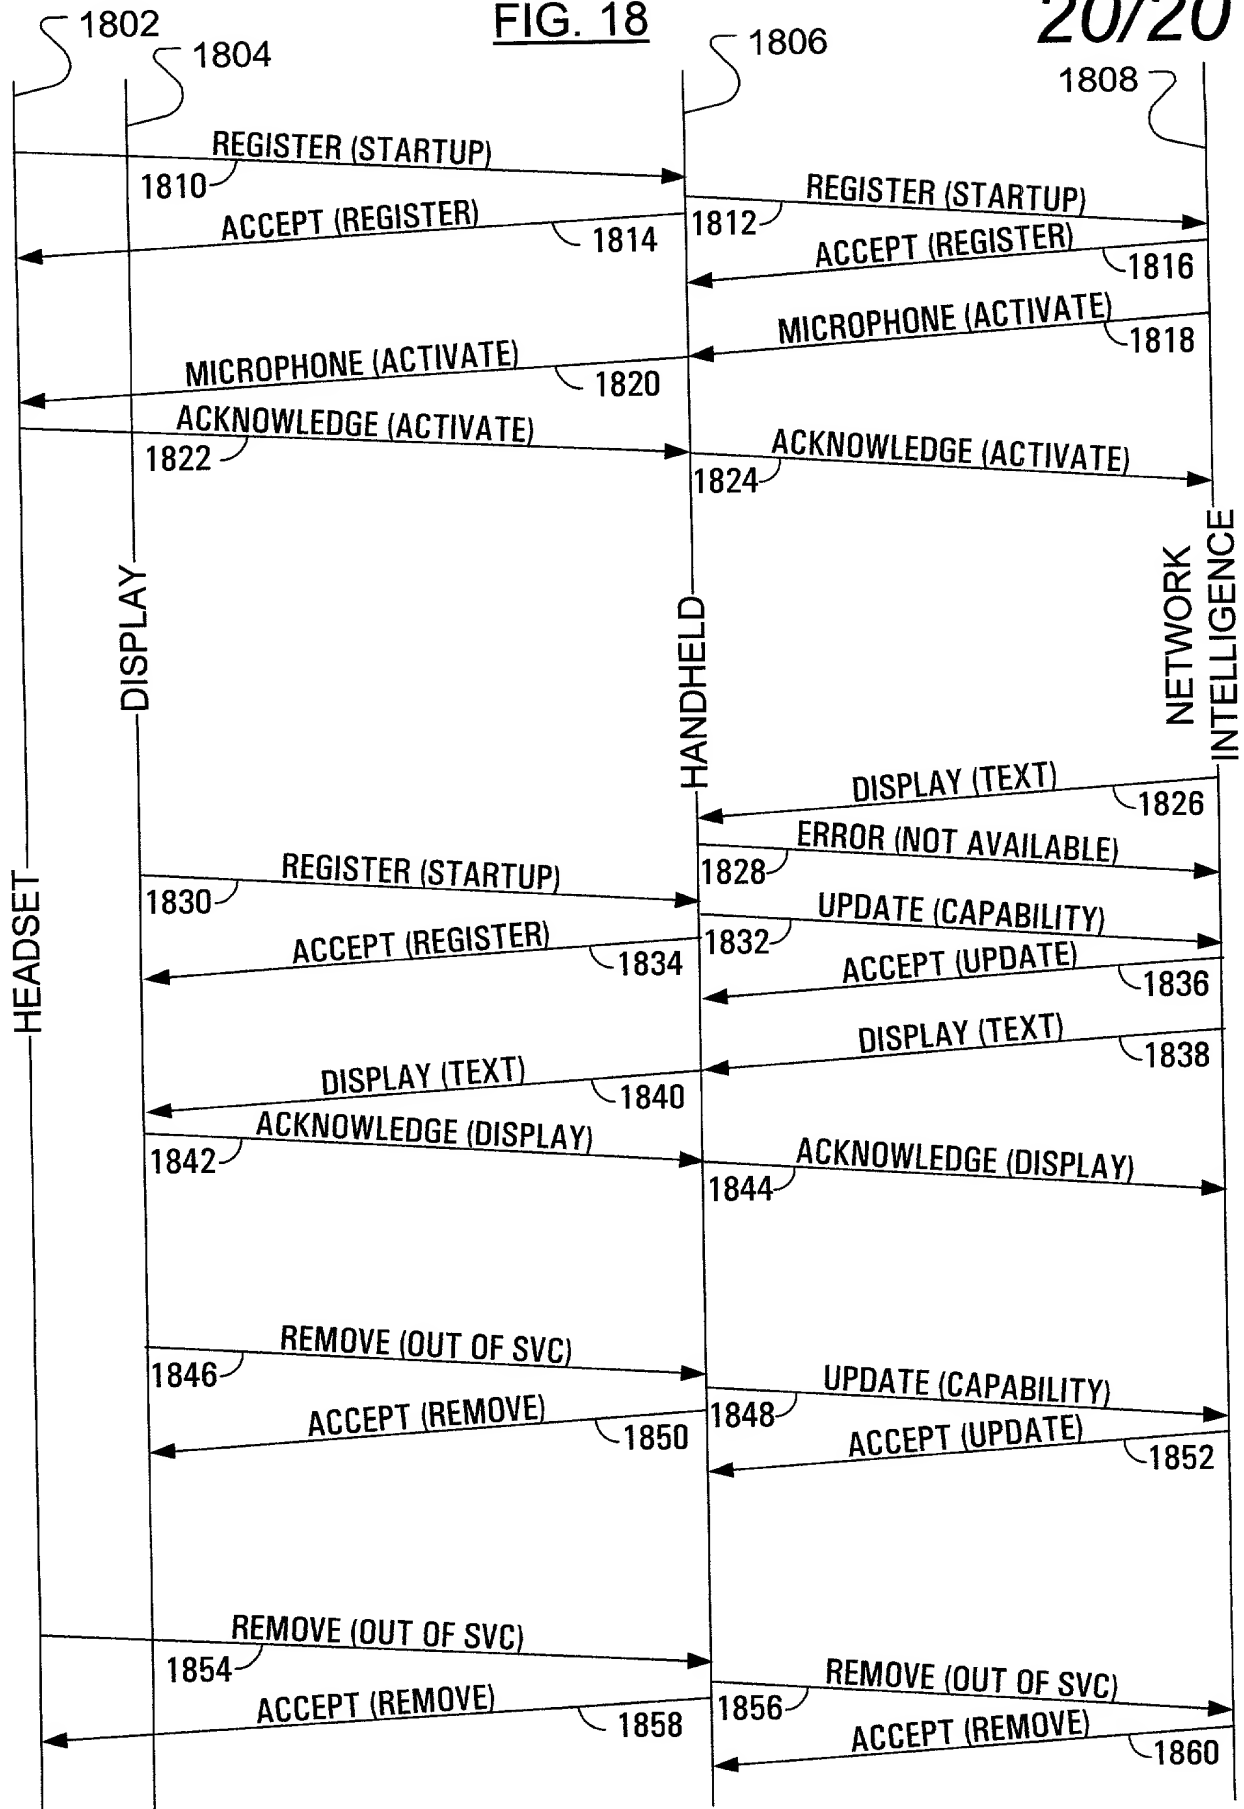 1802
FIG. 18
20/20
1804
1806
1808
REGISTER (STARTUP)
1810
REGISTER (STARTUP)
1812
ACCEPT (REGISTER)
1814
ACCEPT (REGISTER)
1816
MICROPHONE (ACTIVATE)
1818
MICROPHONE (ACTIVATE)
1820
ACKNOWLEDGE (ACTIVATE)
1822
ACKNOWLEDGE (ACTIVATE)
1824
HEADSET
DISPLAY
HANDHELD
NETWORK
INTELLIGENCE
DISPLAY (TEXT)
1826
ERROR (NOT AVAILABLE)
1828
REGISTER (STARTUP)
1830
UPDATE (CAPABILITY)
1832
ACCEPT (REGISTER)
1834
ACCEPT (UPDATE)
1836
DISPLAY (TEXT)
1838
DISPLAY (TEXT)
1840
ACKNOWLEDGE (DISPLAY)
1842
ACKNOWLEDGE (DISPLAY)
1844
REMOVE (OUT OF SVC)
1846
UPDATE (CAPABILITY)
1848
ACCEPT (REMOVE)
1850
ACCEPT (UPDATE)
1852
REMOVE (OUT OF SVC)
1854
REMOVE (OUT OF SVC)
1856
ACCEPT (REMOVE)
1858
ACCEPT (REMOVE)
1860